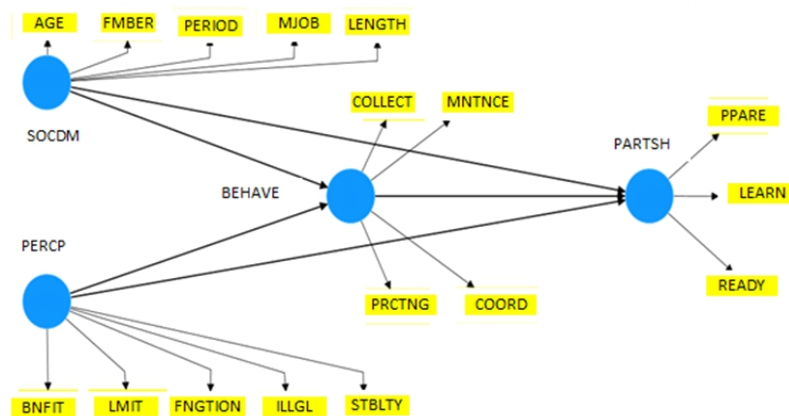 AGE
FMBER
PERIOD
MJOB
LENGTH
SOCDM
COLLECT
MNTNCE
PPARE
PARTSH
BEHAVE
LEARN
PERCP
READY
PRCTNG
COORD
BNFIT
LMIT
FNGTION
ILLGL
STBLTY